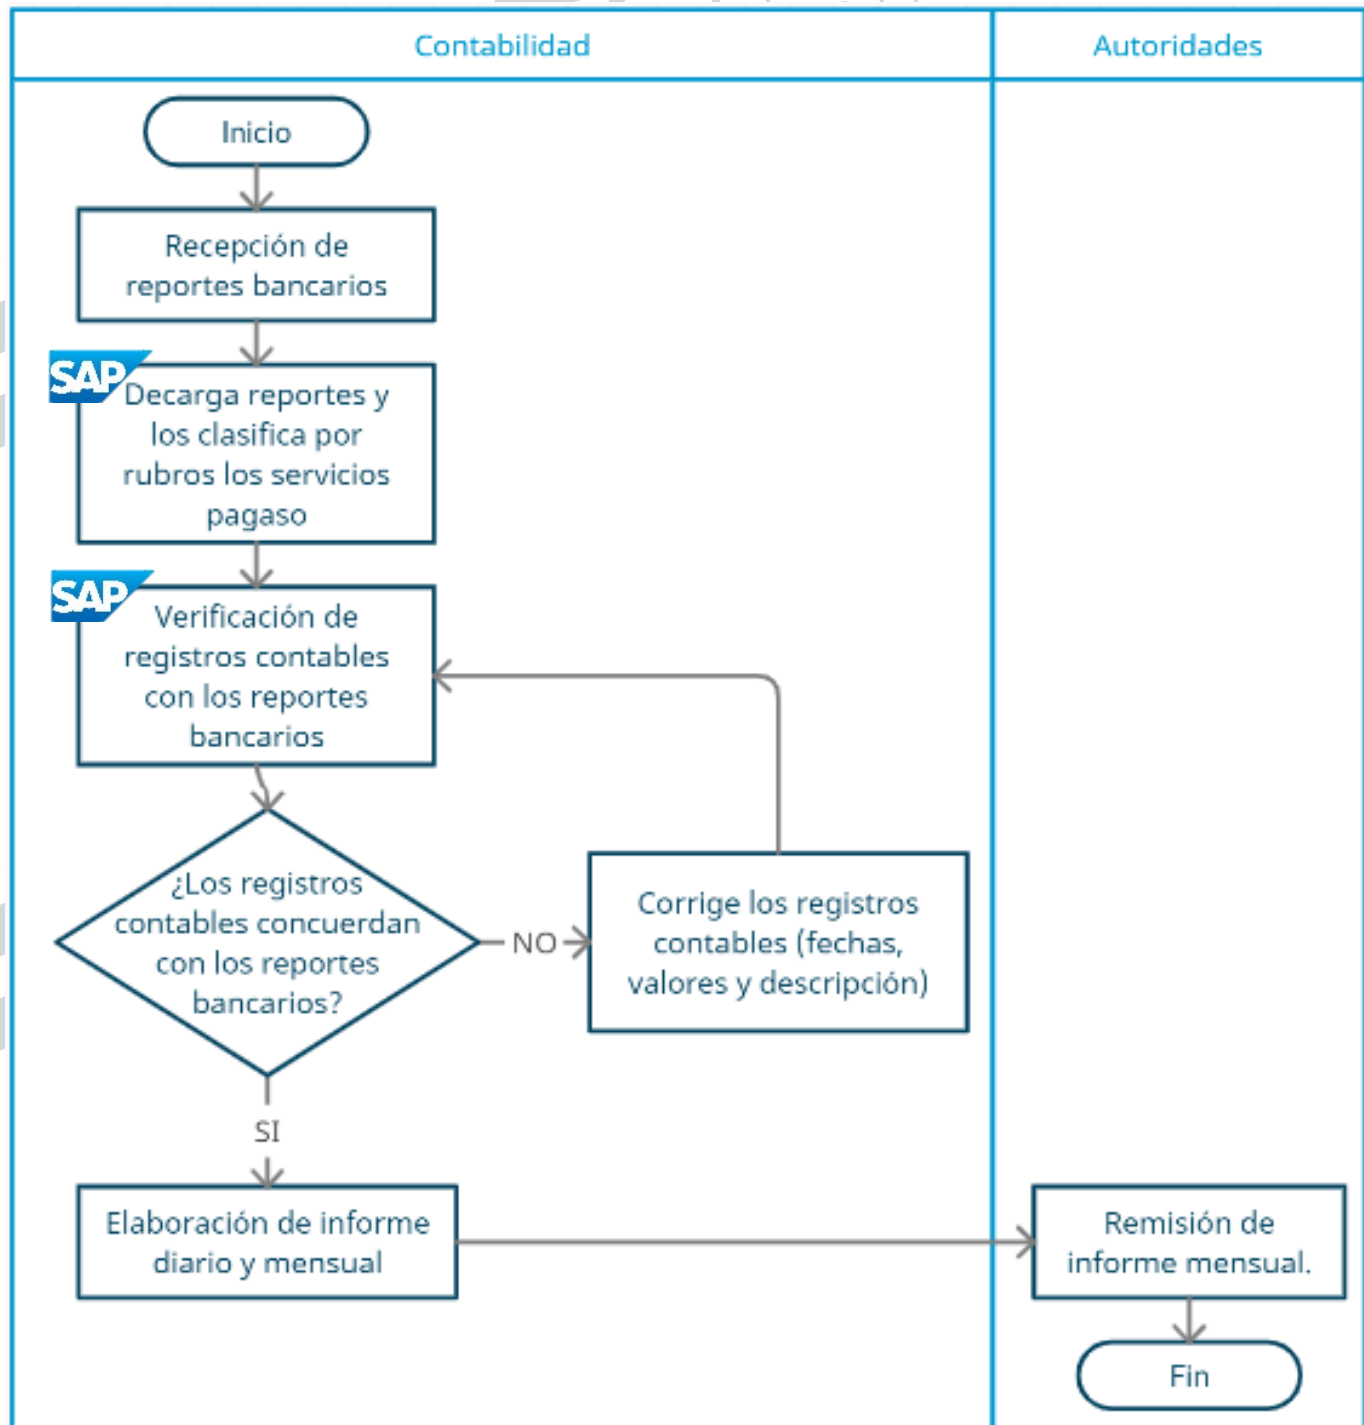 Contabilidad
Autoridades
Inicio
Recepción de
reportes bancarios
SAP
Decarga reportes y
los clasifica por
rubros los servicios
pagaso
SAP
Verificación de
registros contables
con los reportes
bancarios
¿Los registros
contables concuerdan
con los reportes
bancarios?
NO
Corrige los registros
contables (fechas,
valores y descripción)
SI
Elaboración de informe
diario y mensual
Remisión de
informe mensual.
Fin